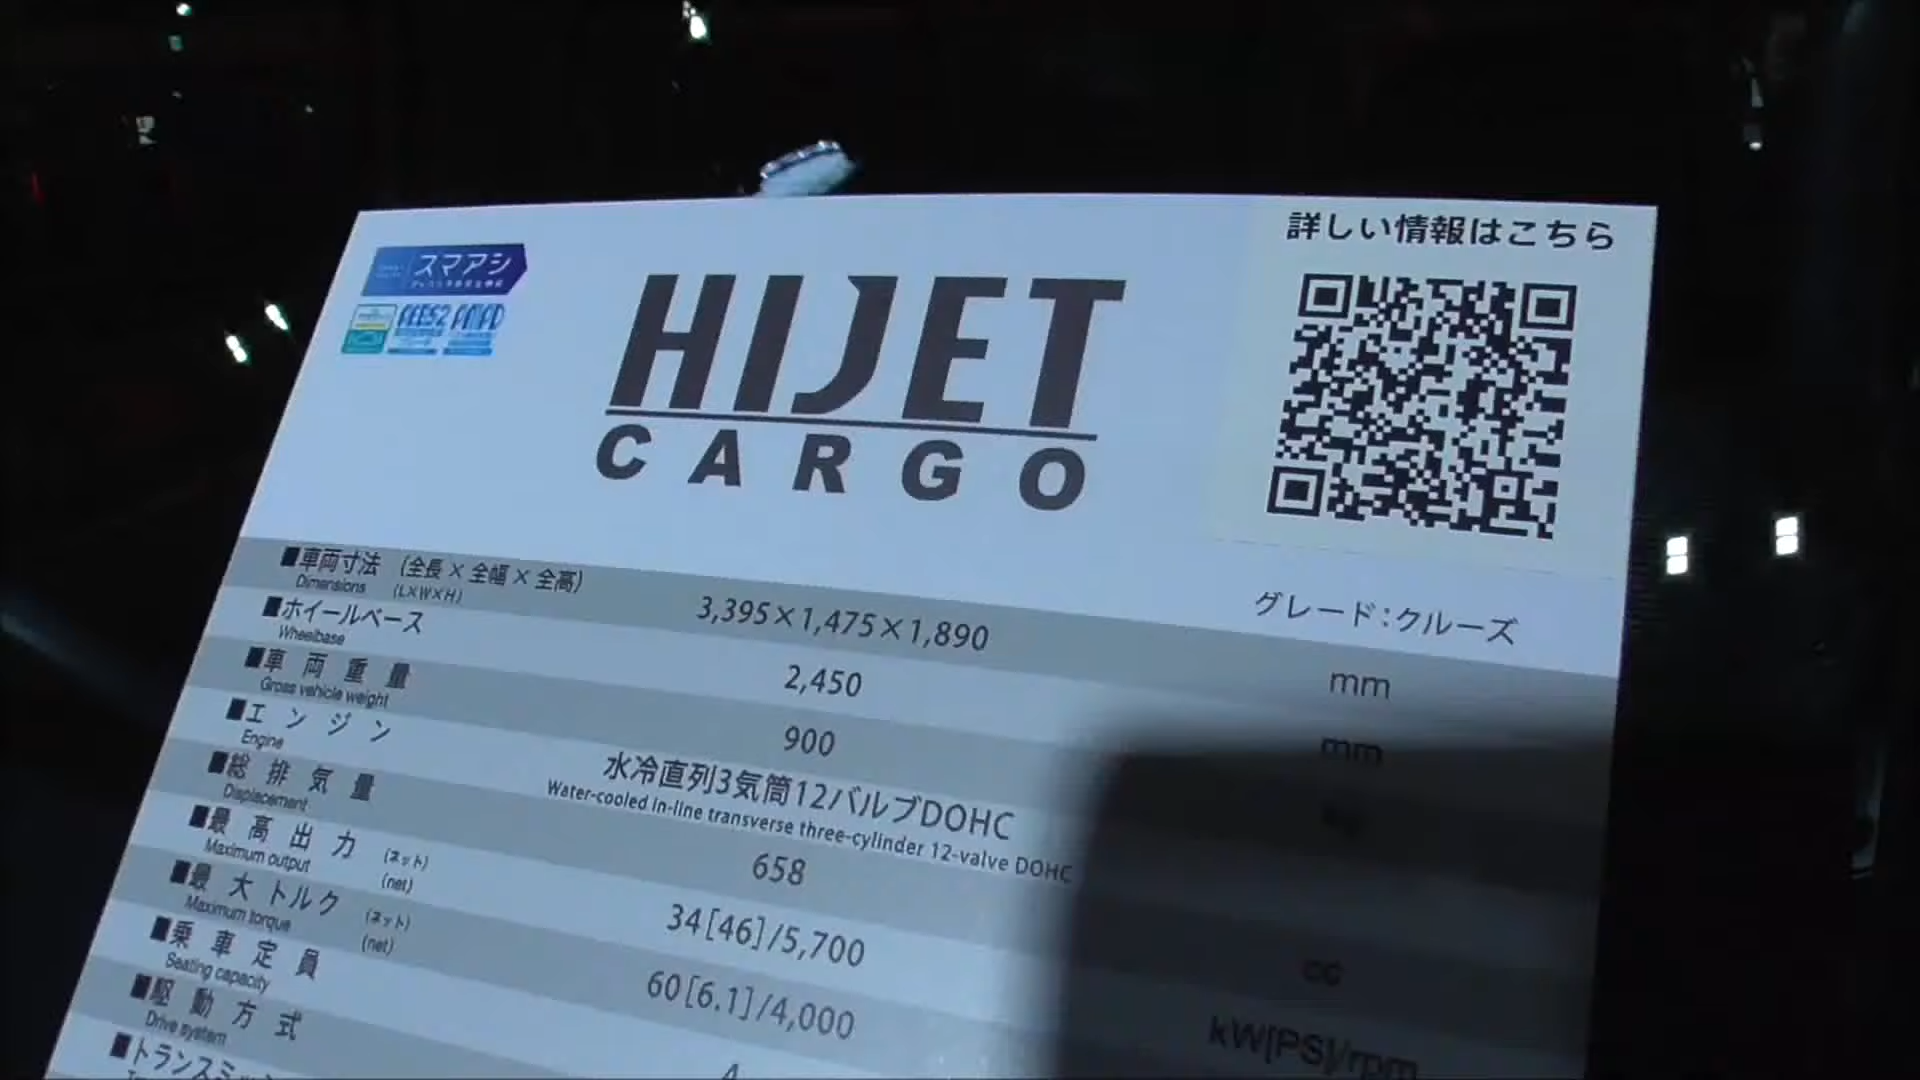 詳しい情報はこちら
スマアシ
HIJET
CARGO
グレード：クルーズ
■車両寸法 (全長×全幅×全高) 3,395×1,475×1,890 mm
Dimensions (L×W×H)
■ホイールベース 2,450 mm
Wheelbase
■車両重量 900
Gross vehicle weight
■エンジン 水冷直列3気筒12バルブDOHC
Engine Water-cooled in-line transverse three-cylinder 12-valve DOHC
■総排気量 658 cc
Displacement
■最高出力 (ネット) 34[46]/5,700 kW[PS]/rpm
Maximum output (net)
■最大トルク (ネット) 60[6.1]/4,000
Maximum torque (net)
■乗車定員 4
Seating capacity
■駆動方式
Drive system
■トランスミッ